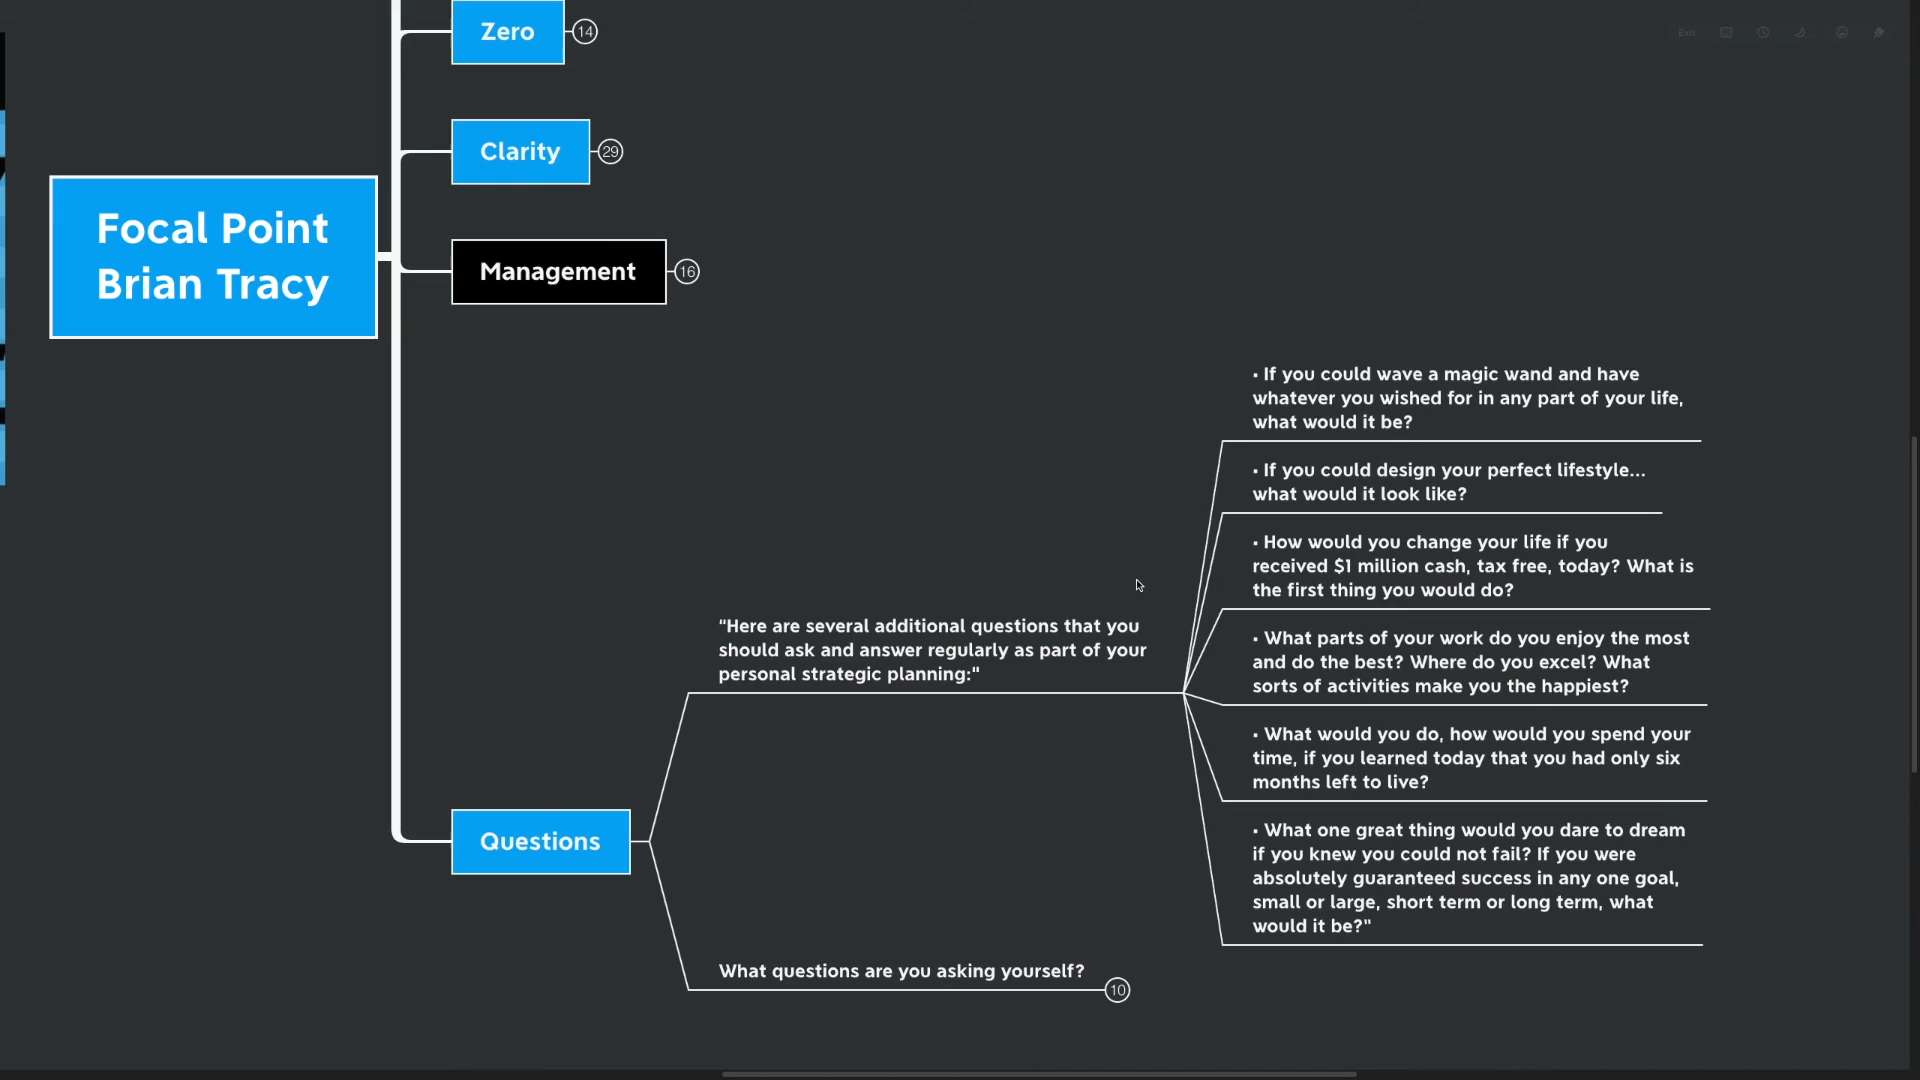 Exit
Zero
14
Clarity
29
Focal Point
Brian Tracy
Management
16
• If you could wave a magic wand and have
whatever you wished for in any part of your life,
what would it be?
• If you could design your perfect lifestyle...
what would it look like?
• How would you change your life if you
received $1 million cash, tax free, today? What is
the first thing you would do?
"Here are several additional questions that you
should ask and answer regularly as part of your
personal strategic planning:"
• What parts of your work do you enjoy the most
and do the best? Where do you excel? What
sorts of activities make you the happiest?
• What would you do, how would you spend your
time, if you learned today that you had only six
months left to live?
• What one great thing would you dare to dream
if you knew you could not fail? If you were
absolutely guaranteed success in any one goal,
small or large, short term or long term, what
would it be?"
Questions
What questions are you asking yourself?
10